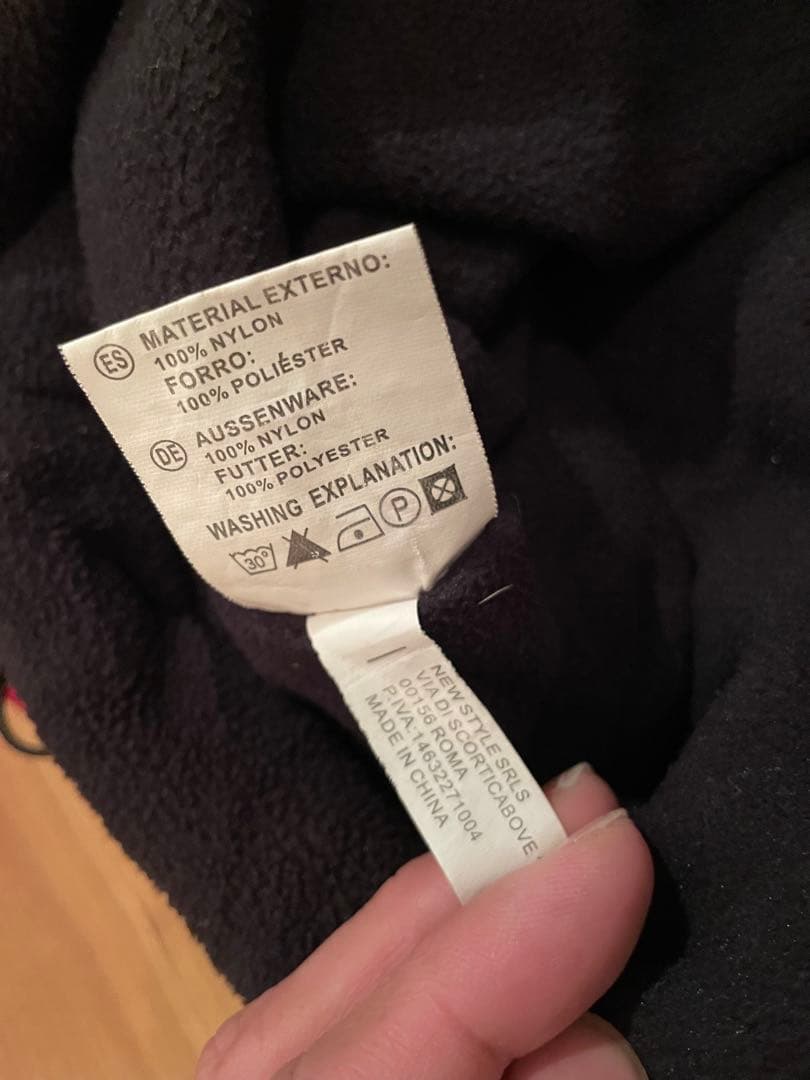 ES MATERIAL EXTERNO:
100% NYLON
FORRO:
100% POLIÉSTER
DE AUSSENWARE:
100% NYLON
FUTTER:
100% POLYESTER
WASHING EXPLANATION:
30° P
NEW STYLE SRLS
VIA DI SCORTICABOVE
00156 ROMA
P.IVA:14632271004
MADE IN CHINA